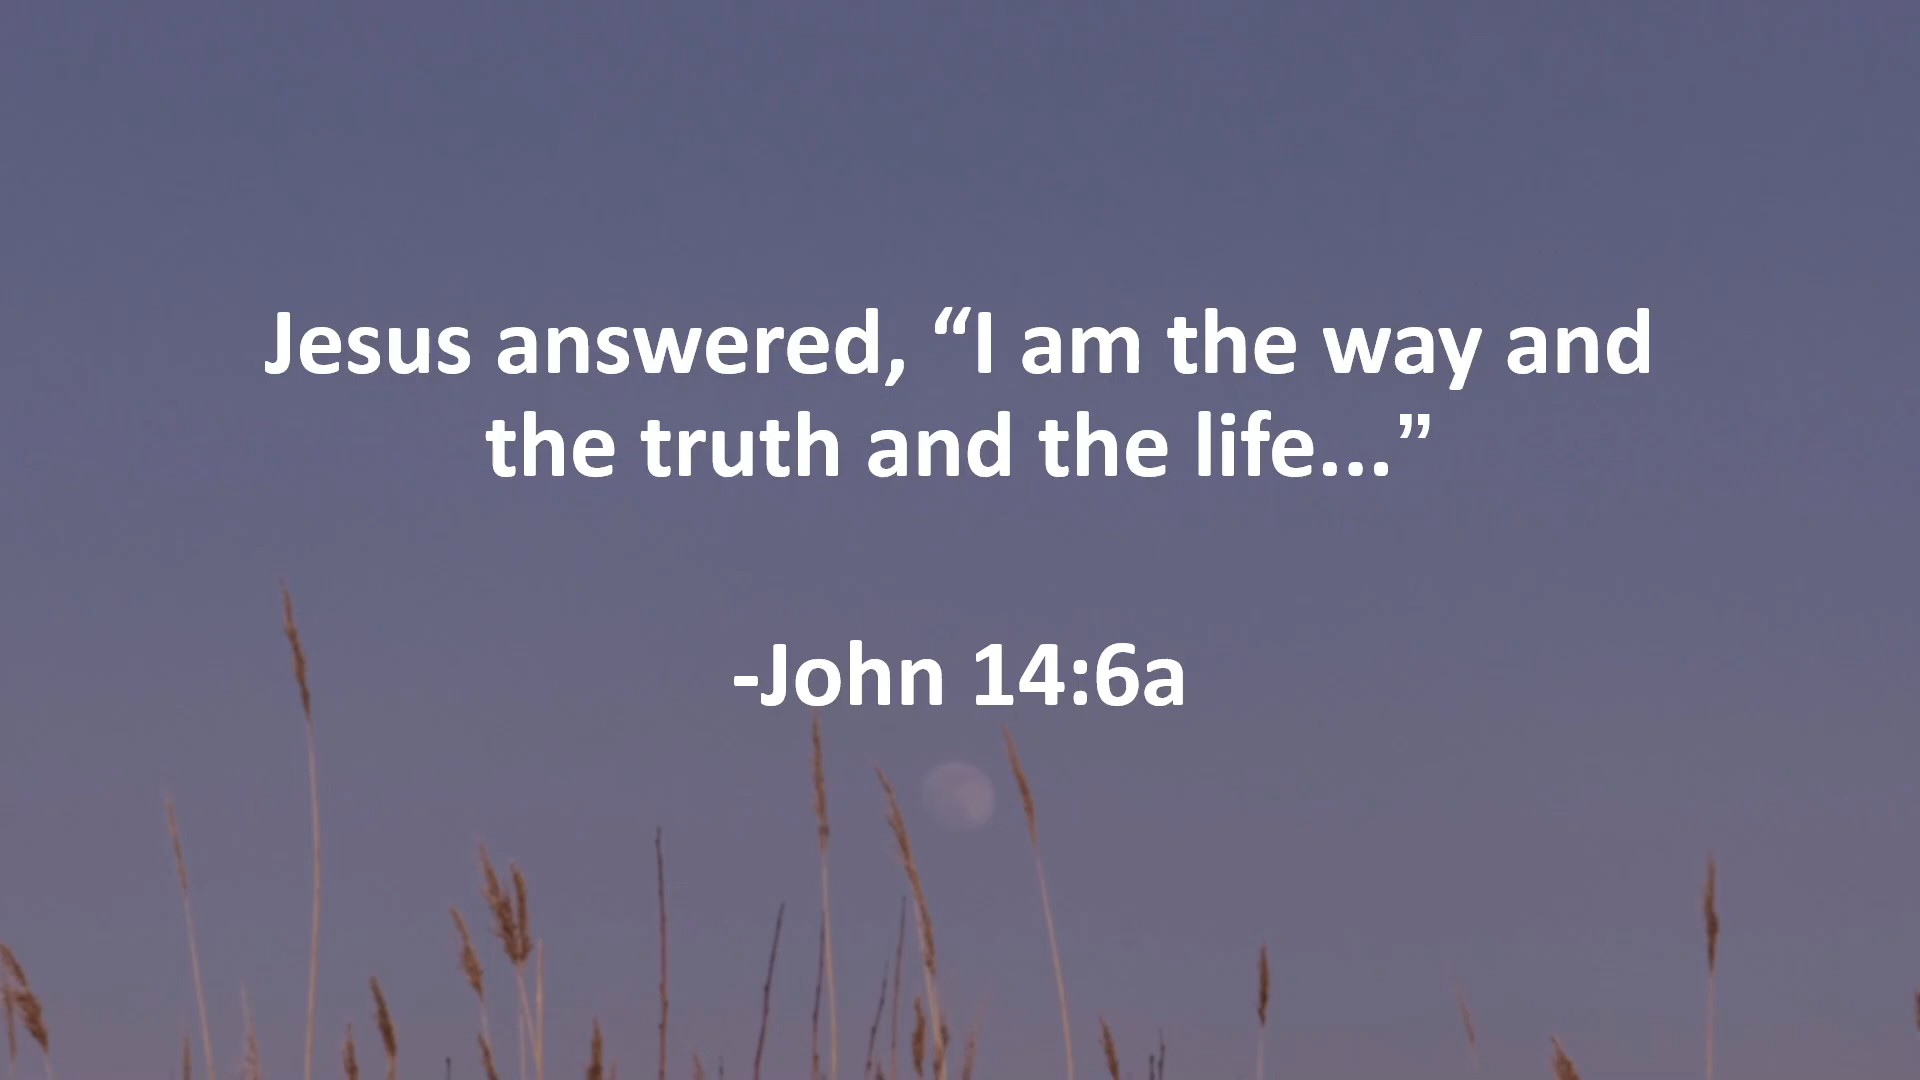 Jesus answered, “I am the way and
the truth and the life...”
-John 14:6a